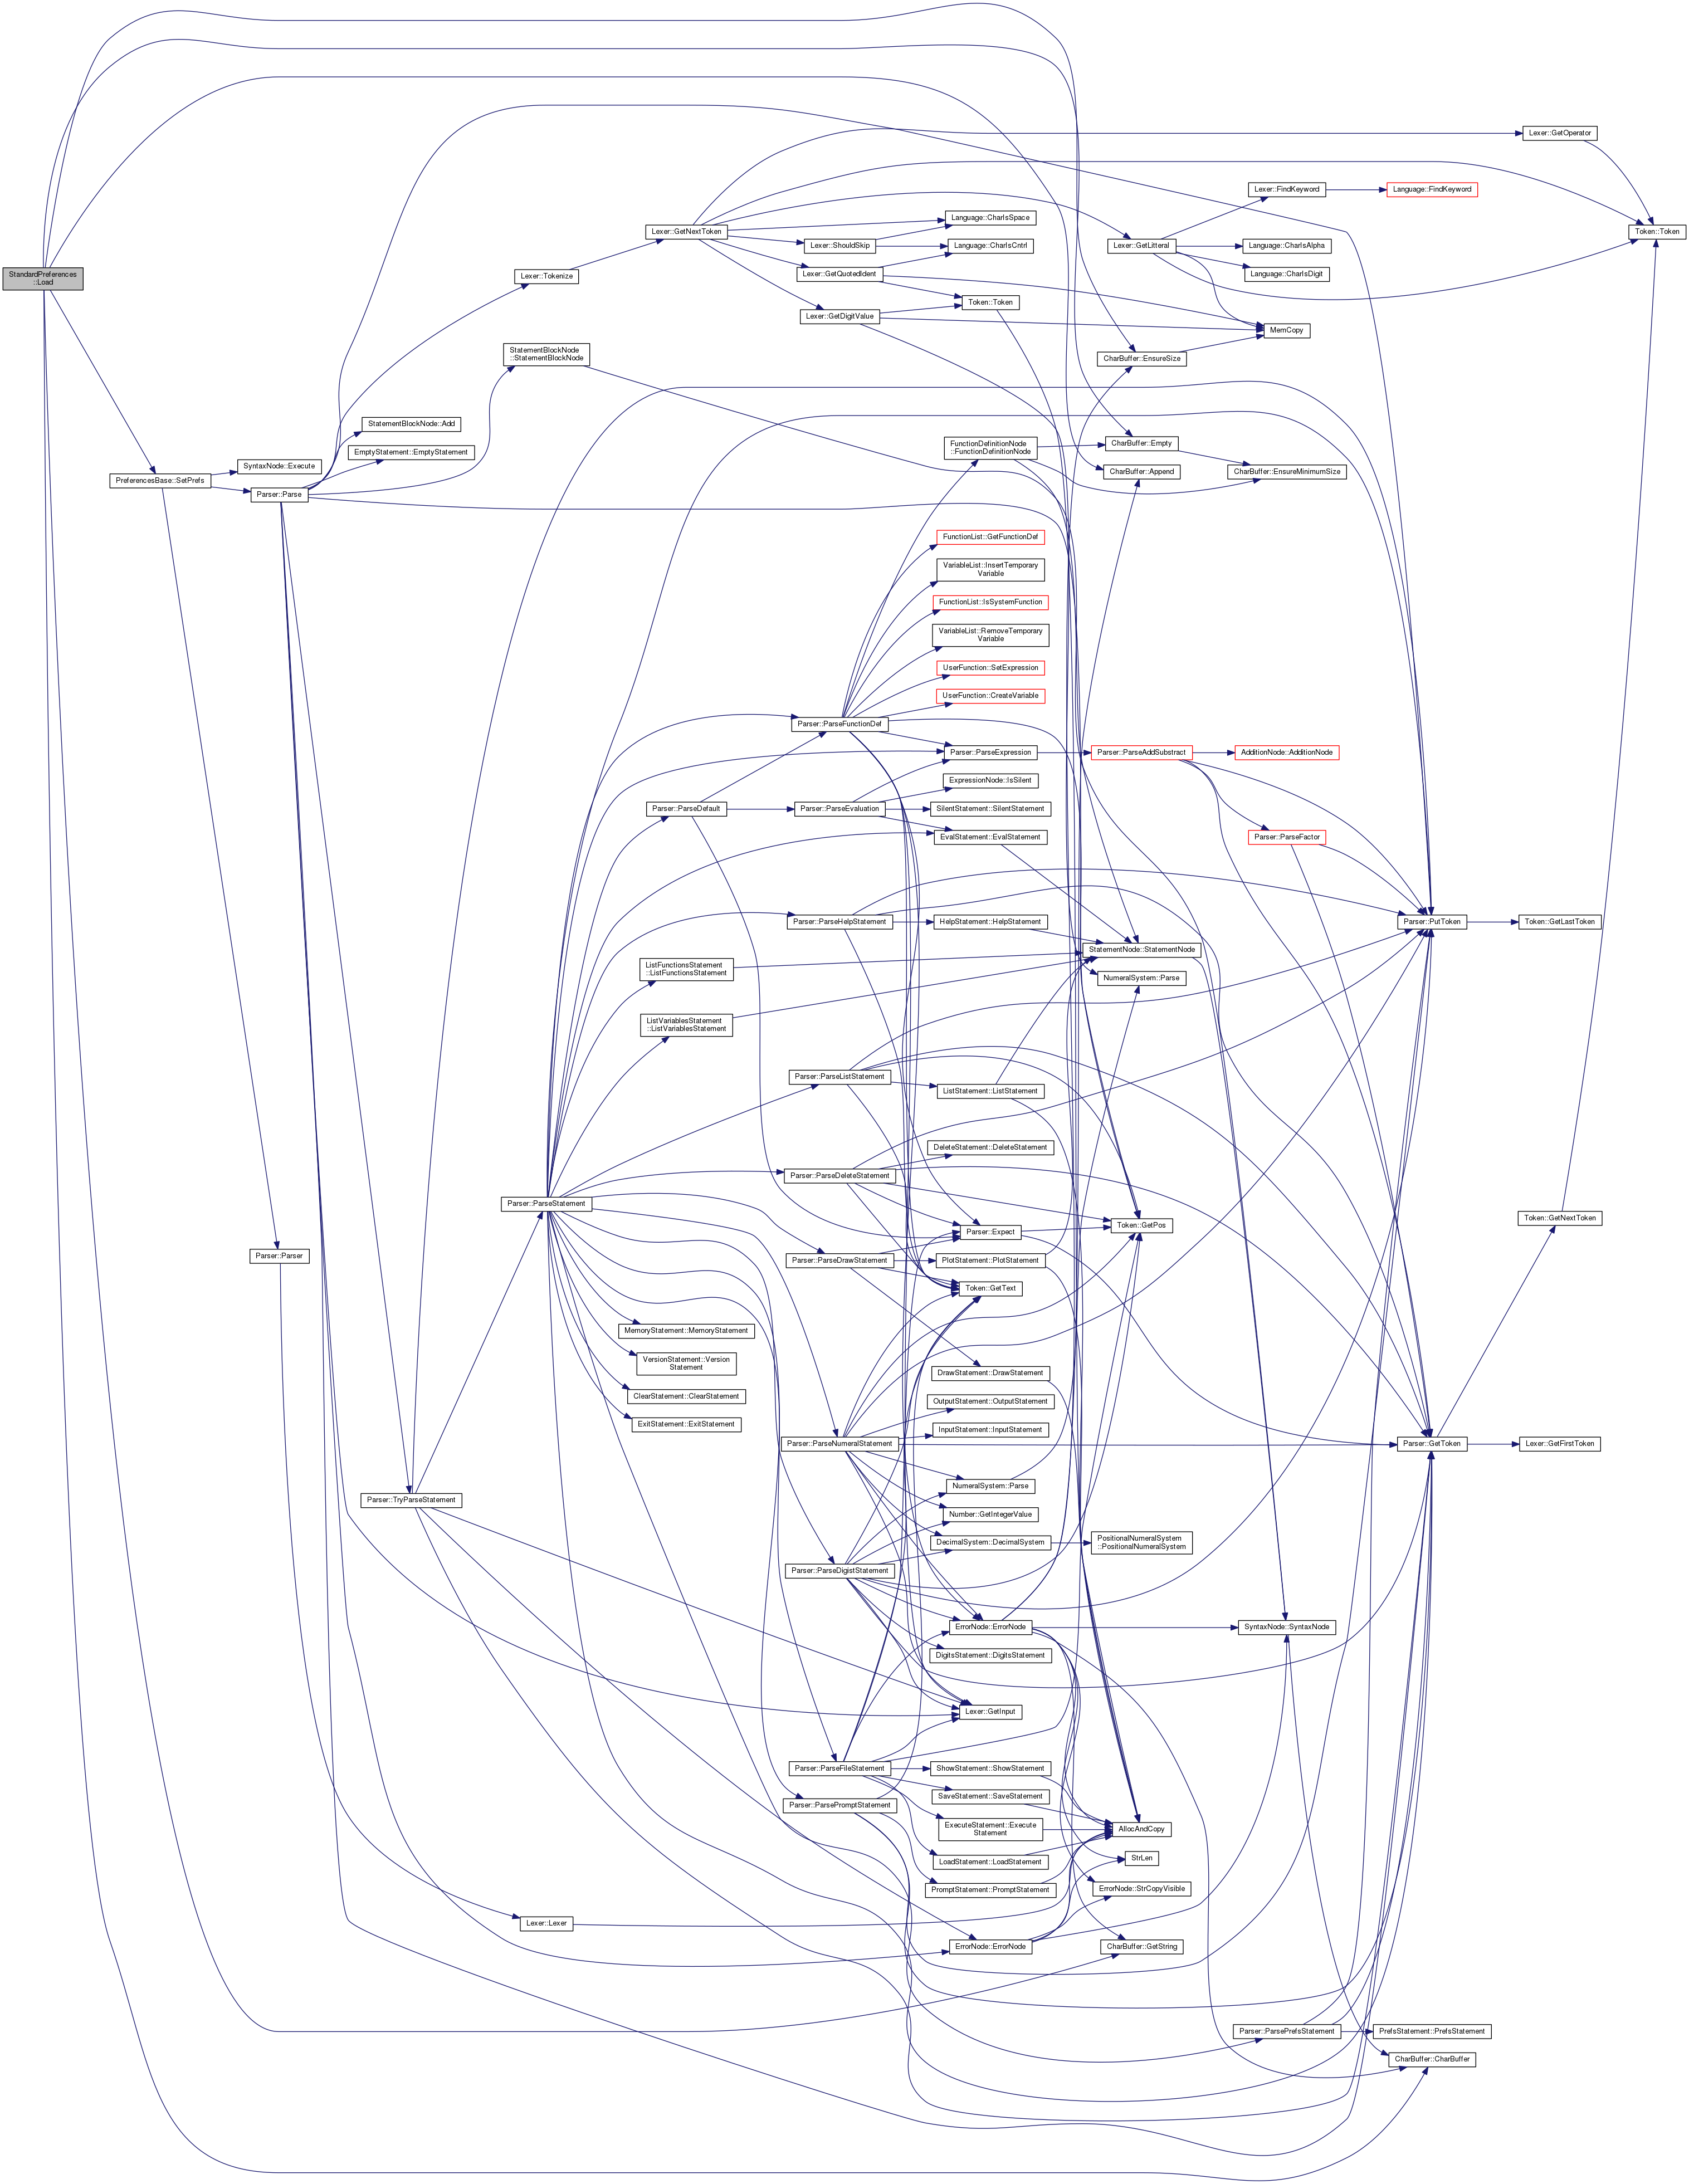 StandardPreferences
::Load
PreferencesBase::SetPrefs
SyntaxNode::Execute
Parser::Parse
Parser::Parser
StatementBlockNode::Add
EmptyStatement::EmptyStatement
Parser::TryParseStatement
Lexer::Tokenize
StatementBlockNode
::StatementBlockNode
Parser::ParseStatement
Lexer::Lexer
Lexer::GetNextToken
Parser::ParseDefault
ListFunctionsStatement
::ListFunctionsStatement
ListVariablesStatement
::ListVariablesStatement
MemoryStatement::MemoryStatement
VersionStatement::Version
Statement
ClearStatement::ClearStatement
ExitStatement::ExitStatement
Lexer::ShouldSkip
Lexer::GetQuotedIdent
Lexer::GetDigitValue
Parser::ParseFunctionDef
Parser::ParseEvaluation
Parser::ParseHelpStatement
Parser::ParseListStatement
Parser::ParseDeleteStatement
Parser::ParseDrawStatement
Parser::ParseNumeralStatement
Parser::ParseDigistStatement
Parser::ParseFileStatement
Parser::ParsePromptStatement
Language::CharIsSpace
Language::CharIsCntrl
Token::Token
FunctionDefinitionNode
::FunctionDefinitionNode
FunctionList::GetFunctionDef
VariableList::InsertTemporary
Variable
FunctionList::IsSystemFunction
VariableList::RemoveTemporary
Variable
UserFunction::SetExpression
UserFunction::CreateVariable
Parser::ParseExpression
ExpressionNode::IsSilent
SilentStatement::SilentStatement
EvalStatement::EvalStatement
HelpStatement::HelpStatement
ListStatement::ListStatement
DeleteStatement::DeleteStatement
Parser::Expect
PlotStatement::PlotStatement
Token::GetText
DrawStatement::DrawStatement
OutputStatement::OutputStatement
InputStatement::InputStatement
NumeralSystem::Parse
Number::GetIntegerValue
DecimalSystem::DecimalSystem
ErrorNode::ErrorNode
DigitsStatement::DigitsStatement
Lexer::GetInput
ShowStatement::ShowStatement
SaveStatement::SaveStatement
ExecuteStatement::Execute
Statement
LoadStatement::LoadStatement
PromptStatement::PromptStatement
ErrorNode::ErrorNode
Lexer::GetLitteral
CharBuffer::EnsureSize
CharBuffer::Empty
CharBuffer::Append
Parser::ParseAddSubstract
StatementNode::StatementNode
NumeralSystem::Parse
Token::GetPos
PositionalNumeralSystem
::PositionalNumeralSystem
AllocAndCopy
StrLen
ErrorNode::StrCopyVisible
CharBuffer::GetString
Lexer::FindKeyword
Language::CharIsAlpha
Language::CharIsDigit
MemCopy
CharBuffer::EnsureMinimumSize
AdditionNode::AdditionNode
Parser::ParseFactor
SyntaxNode::SyntaxNode
Parser::ParsePrefsStatement
Language::FindKeyword
Parser::PutToken
Parser::GetToken
PrefsStatement::PrefsStatement
CharBuffer::CharBuffer
Lexer::GetOperator
Token::GetLastToken
Token::GetNextToken
Lexer::GetFirstToken
Token::Token